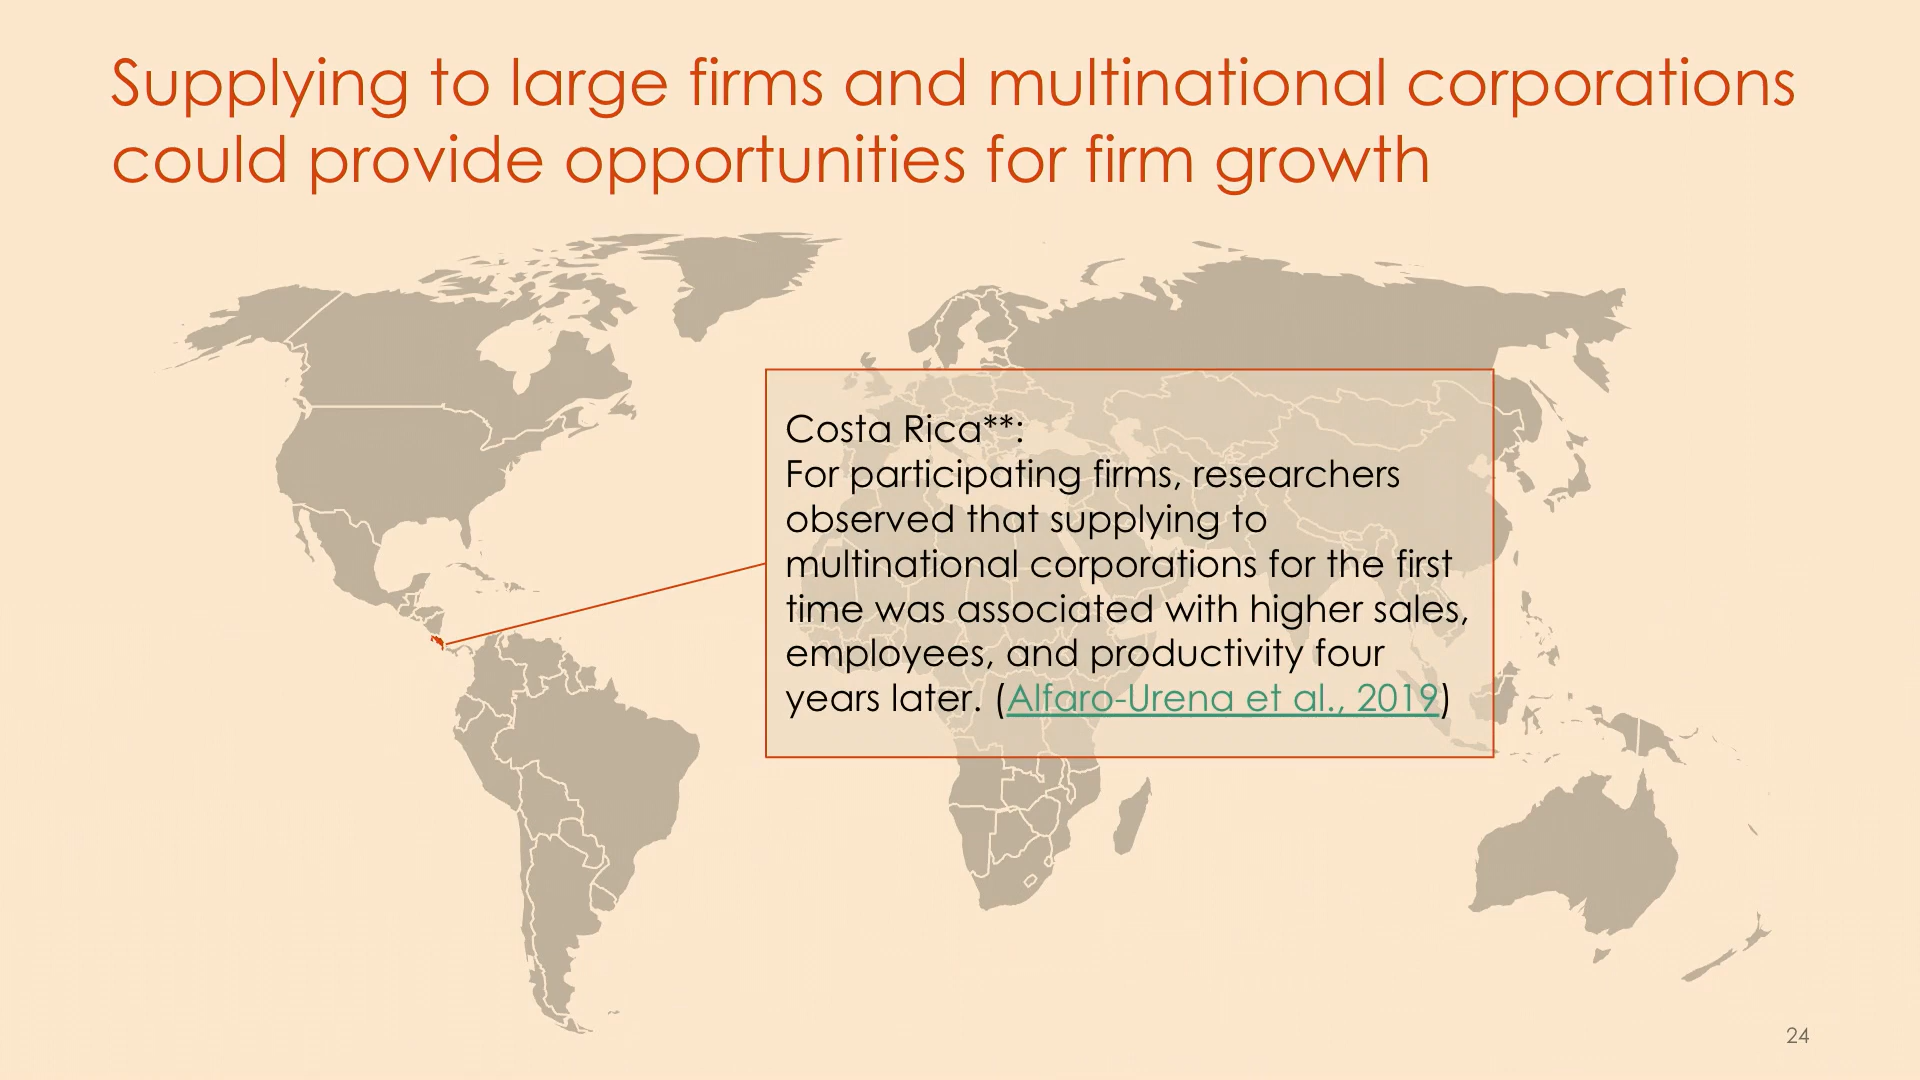 Supplying to large firms and multinational corporations
could provide opportunities for firm growth
Costa Rica**:
For participating firms, researchers
observed that supplying to
multinational corporations for the first
time was associated with higher sales,
employees, and productivity four
years later. (Alfaro-Urena et al., 2019)
24